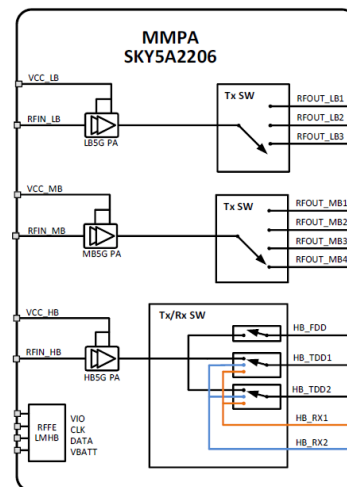 MMPA
SKY5A2206
VCC_LB
RFIN_LB
LB5G PA
Tx SW
RFOUT_LB1
RFOUT_LB2
RFOUT_LB3
VCC_MB
RFIN_MB
MB5G PA
Tx SW
RFOUT_MB1
RFOUT_MB2
RFOUT_MB3
RFOUT_MB4
VCC_HB
RFIN_HB
HB5G PA
Tx/Rx SW
HB_FDD
HB_TDD1
HB_TDD2
HB_RX1
HB_RX2
RFFE
LMHB
VIO
CLK
DATA
VBATT